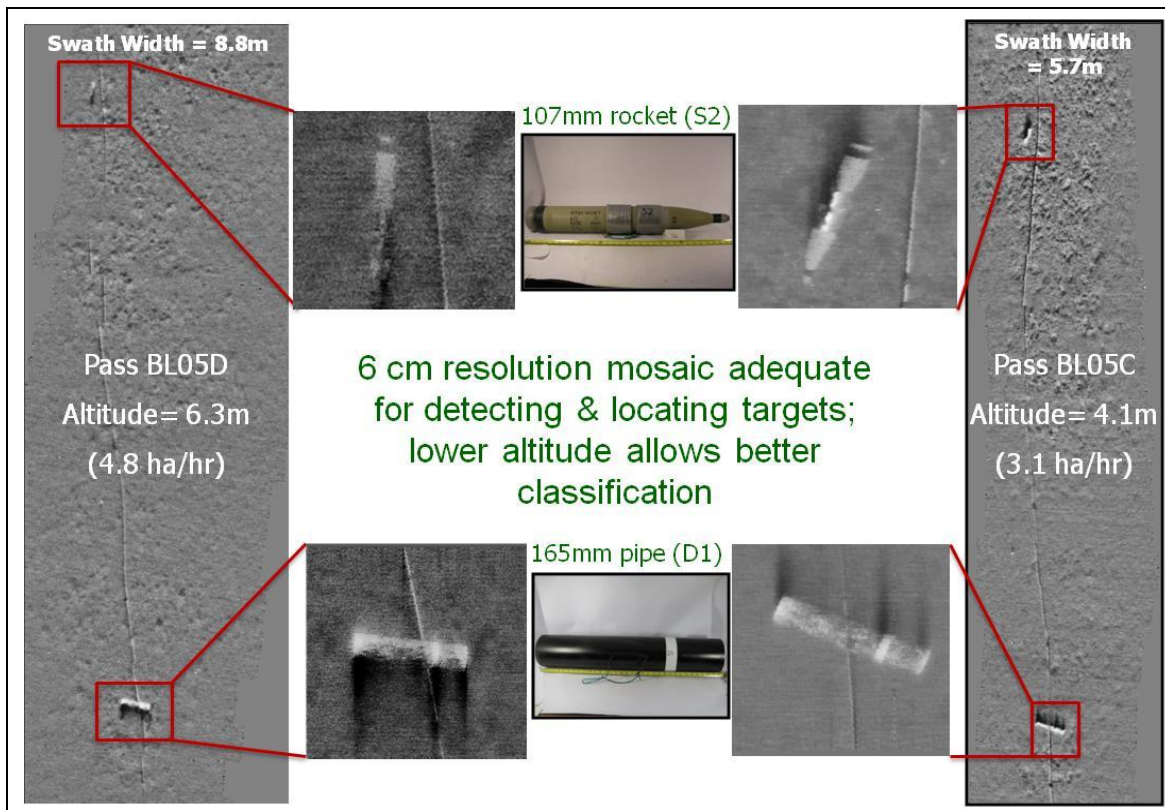 Swath Width = 8.8m
Swath Width
= 5.7m
107mm rocket (S2)
S2
Pass BL05D
Altitude= 6.3m
(4.8 ha/hr)
6 cm resolution mosaic adequate
for detecting & locating targets;
lower altitude allows better
classification
Pass BL05C
Altitude= 4.1m
(3.1 ha/hr)
165mm pipe (D1)